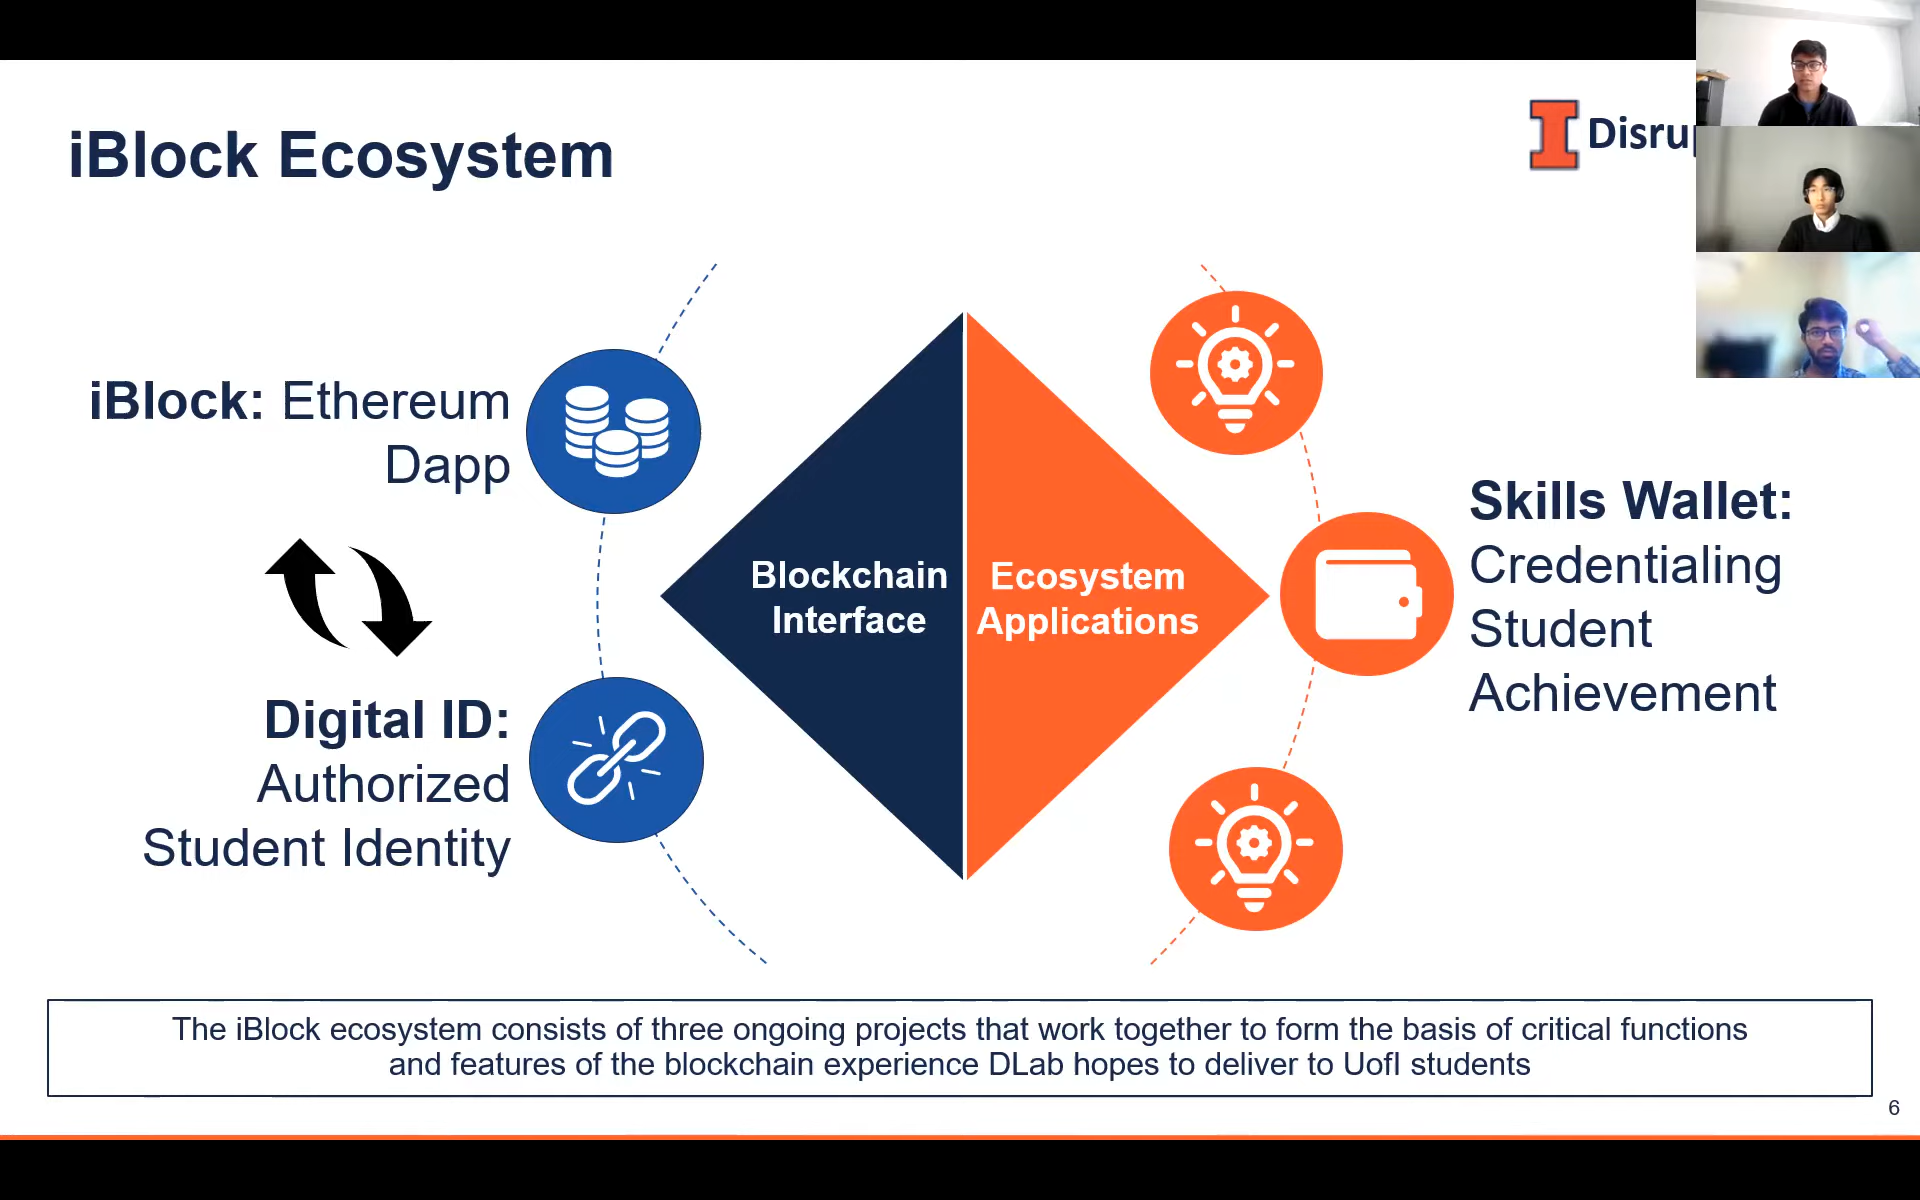 iBlock Ecosystem
iBlock: Ethereum
Dapp
Digital ID:
Authorized
Student Identity
Blockchain
Interface
Ecosystem
Applications
Skills Wallet:
Credentialing
Student
Achievement
The iBlock ecosystem consists of three ongoing projects that work together to form the basis of critical functions
and features of the blockchain experience DLab hopes to deliver to UofI students
6